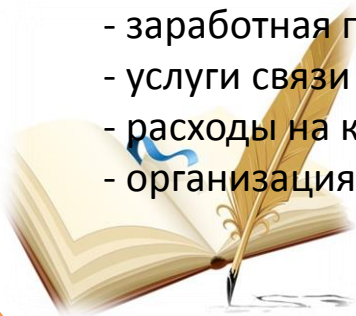 - заработная
- услуги связи
- расходы на
- организация